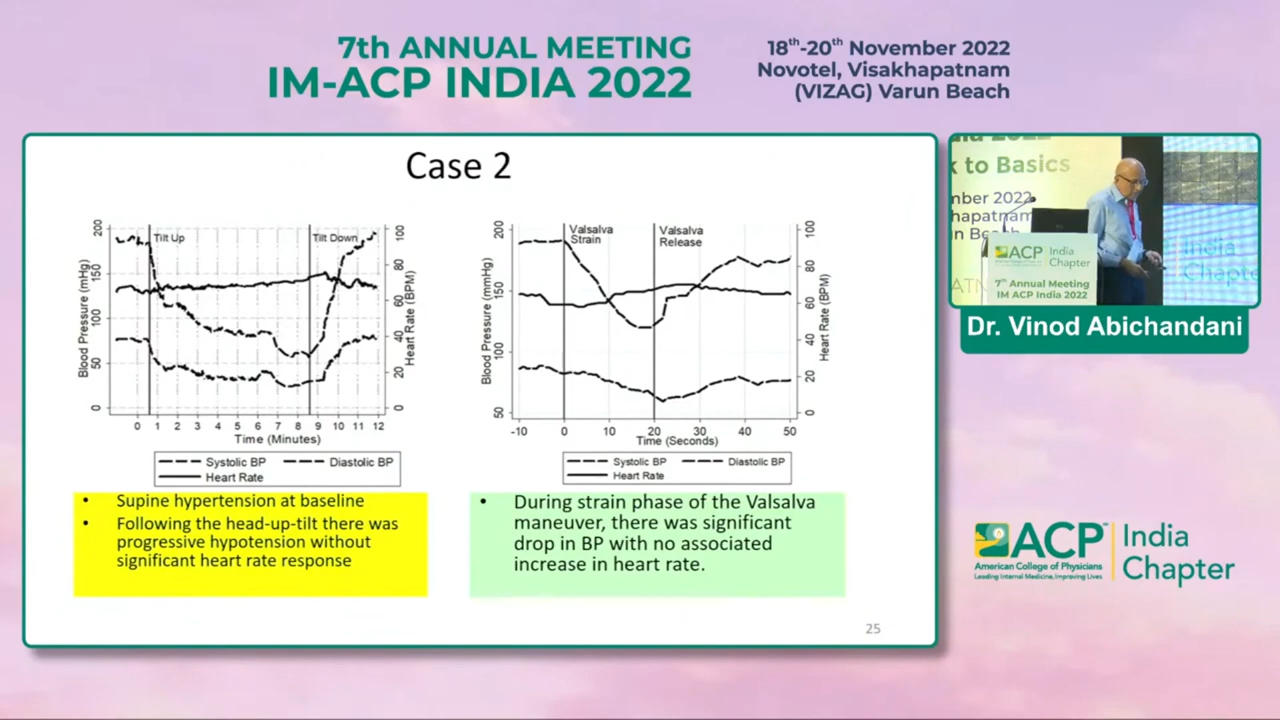 7th ANNUAL MEETING
IM-ACP INDIA 2022
18th-20th November 2022
Novotel, Visakhapatnam
(VIZAG) Varun Beach
Case 2
200
150
100
50
0
Blood Pressure (mHg)
Tilt Up
Tilt Down
100
80
60
40
20
0
Heart Rate (BPM)
0 1 2 3 4 5 6 7 8 9 10 11 12
Time (Minutes)
Systolic BP
Diastolic BP
Heart Rate
200
150
100
50
Blood Pressure (mmHg)
Valsalva
Strain
Valsalva
Release
100
80
60
40
20
0
Heart Rate (BPM)
-10 0 10 20 30 40 50
Time (Seconds)
Systolic BP
Diastolic BP
Heart Rate
• Supine hypertension at baseline
• Following the head-up-tilt there was
progressive hypotension without
significant heart rate response
• During strain phase of the Valsalva
maneuver, there was significant
drop in BP with no associated
increase in heart rate.
25
2022
k to Basics
mber 2022
hapatnam
n Be
ACP India
Chapter
7th Annual Meeting
IM ACP India 2022
India
Chapte
Dr. Vinod Abichandani
ACP™
American College of Physicians
Leading Internal Medicine, Improving Lives
India
Chapter